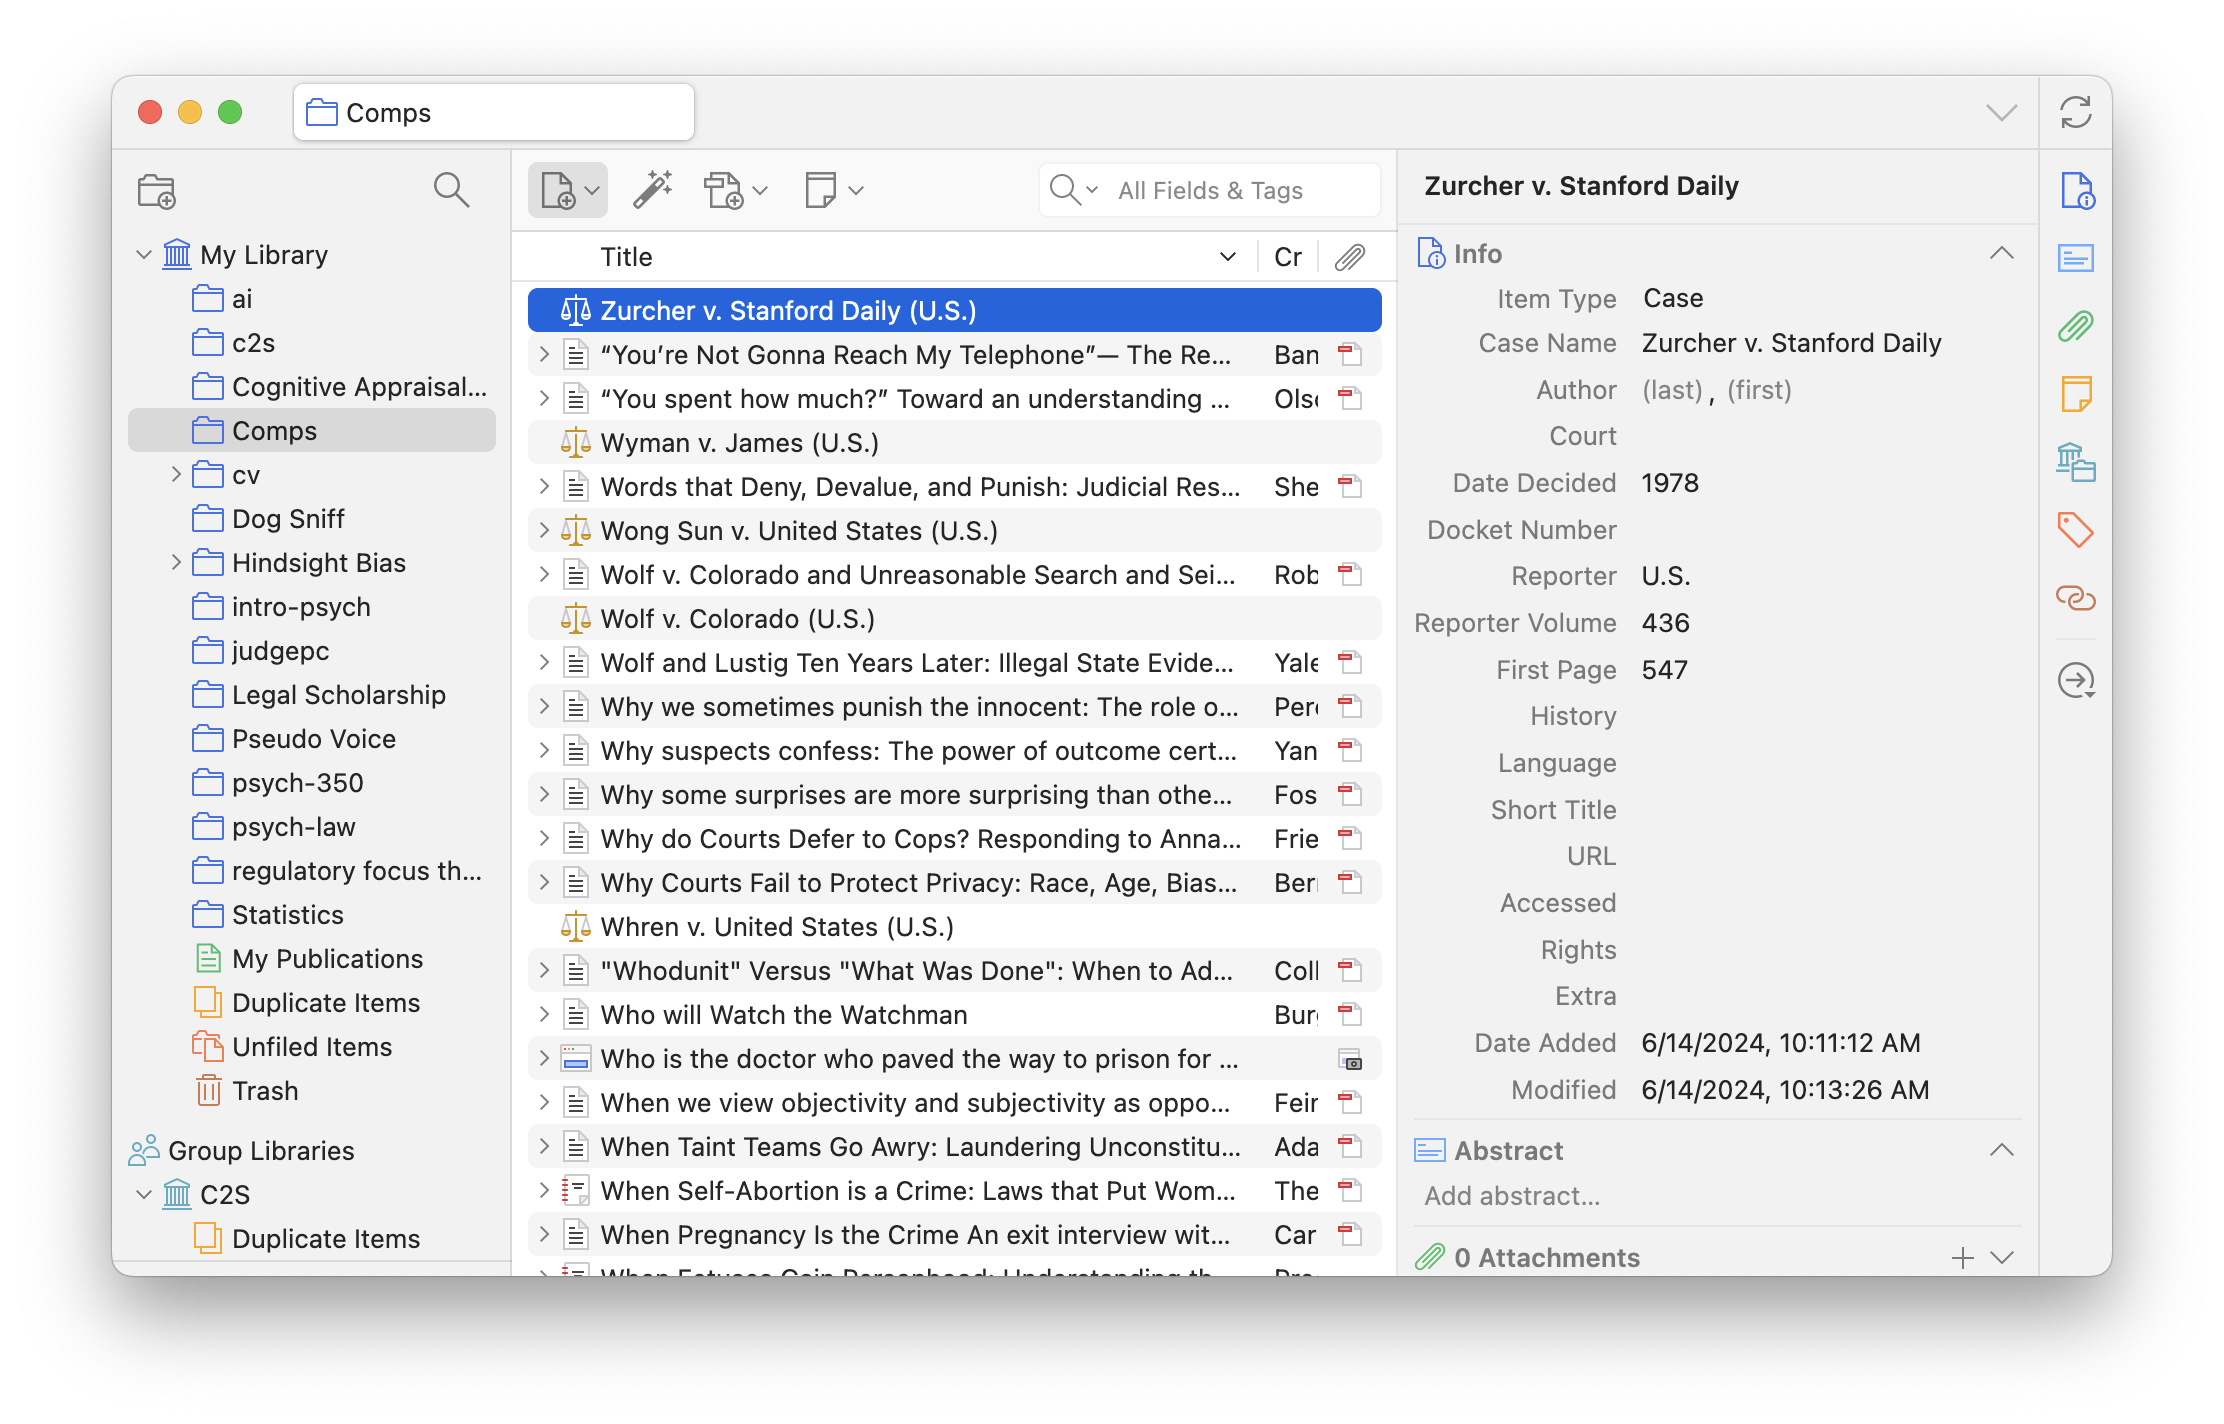 Comps
My Library
ai
c2s
Cognitive Appraisal...
Comps
cv
Dog Sniff
Hindsight Bias
intro-psych
judgepc
Legal Scholarship
Pseudo Voice
psych-350
psych-law
regulatory focus th...
Statistics
My Publications
Duplicate Items
Unfiled Items
Trash
Group Libraries
C2S
Duplicate Items
All Fields & Tags
Title Cr
Zurcher v. Stanford Daily (U.S.)
“You’re Not Gonna Reach My Telephone”— The Re... Ban
“You spent how much?” Toward an understanding ... Olso
Wyman v. James (U.S.)
Words that Deny, Devalue, and Punish: Judicial Res... She
Wong Sun v. United States (U.S.)
Wolf v. Colorado and Unreasonable Search and Sei... Rob
Wolf v. Colorado (U.S.)
Wolf and Lustig Ten Years Later: Illegal State Evide... Yale
Why we sometimes punish the innocent: The role o... Per
Why suspects confess: The power of outcome cert... Yan
Why some surprises are more surprising than othe... Fos
Why do Courts Defer to Cops? Responding to Anna... Frie
Why Courts Fail to Protect Privacy: Race, Age, Bias... Ber
Whren v. United States (U.S.)
"Whodunit" Versus "What Was Done": When to Ad... Coll
Who will Watch the Watchman Bur
Who is the doctor who paved the way to prison for ...
When we view objectivity and subjectivity as oppo... Fein
When Taint Teams Go Awry: Laundering Unconstitu... Ada
When Self-Abortion is a Crime: Laws that Put Wom... The
When Pregnancy Is the Crime An exit interview wit... Car
When Fetuses Gain Personhood: Understanding th...
Zurcher v. Stanford Daily
Info
Item Type Case
Case Name Zurcher v. Stanford Daily
Author (last) , (first)
Court
Date Decided 1978
Docket Number
Reporter U.S.
Reporter Volume 436
First Page 547
History
Language
Short Title
URL
Accessed
Rights
Extra
Date Added 6/14/2024, 10:11:12 AM
Modified 6/14/2024, 10:13:26 AM
Abstract
Add abstract...
0 Attachments